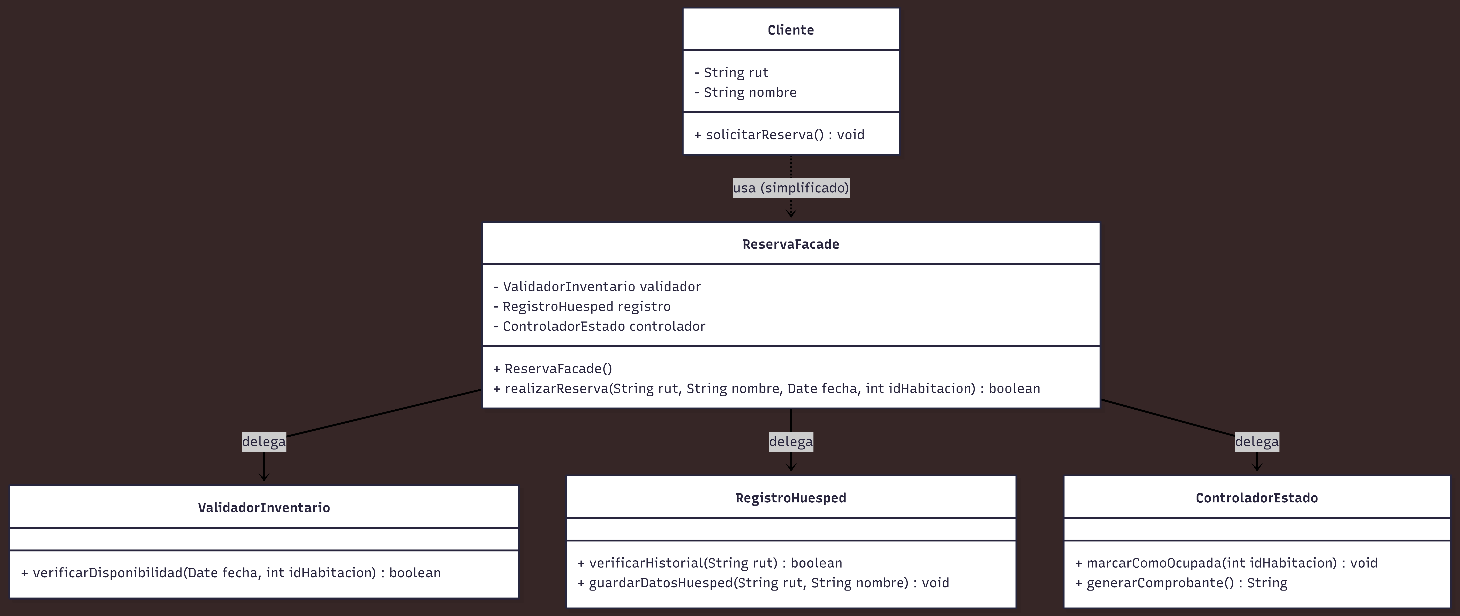 Cliente
- String rut
- String nombre
+ solicitarReserva() : void
usa (simplificado)
ReservaFacade
- ValidadorInventario validador
- RegistroHuesped registro
- ControladorEstado controlador
+ ReservaFacade()
+ realizarReserva(String rut, String nombre, Date fecha, int idHabitacion) : boolean
delega
delega
delega
ValidadorInventario
+ verificarDisponibilidad(Date fecha, int idHabitacion) : boolean
RegistroHuesped
+ verificarHistorial(String rut) : boolean
+ guardarDatosHuesped(String rut, String nombre) : void
ControladorEstado
+ marcarComoOcupada(int idHabitacion) : void
+ generarComprobante() : String